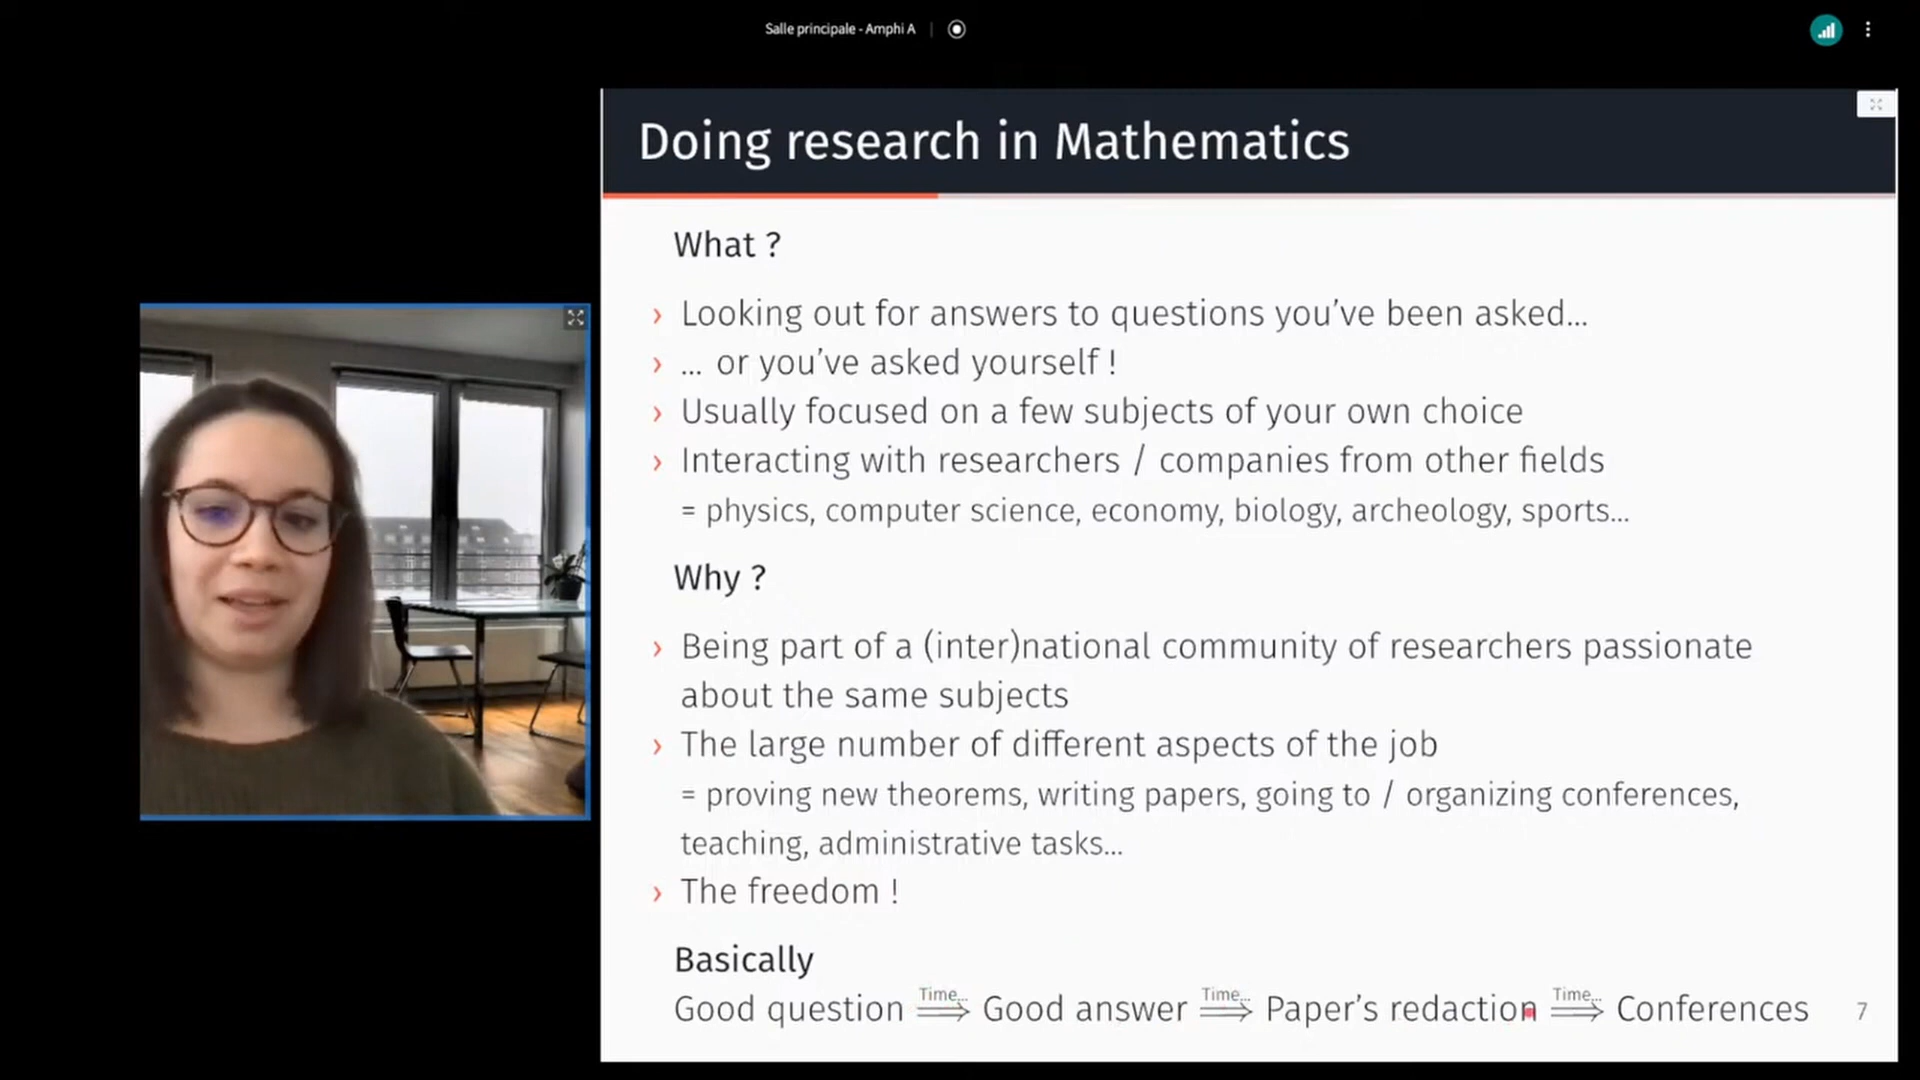 Salle principale - Amphi A
Doing research in Mathematics
What ?
› Looking out for answers to questions you've been asked...
› ... or you've asked yourself !
› Usually focused on a few subjects of your own choice
› Interacting with researchers / companies from other fields
= physics, computer science, economy, biology, archeology, sports...
Why ?
› Being part of a (inter)national community of researchers passionate
about the same subjects
› The large number of different aspects of the job
= proving new theorems, writing papers, going to / organizing conferences,
teaching, administrative tasks...
› The freedom !
Basically
Good question Time... ⟹ Good answer Time... ⟹ Paper's redaction Time... ⟹ Conferences 7